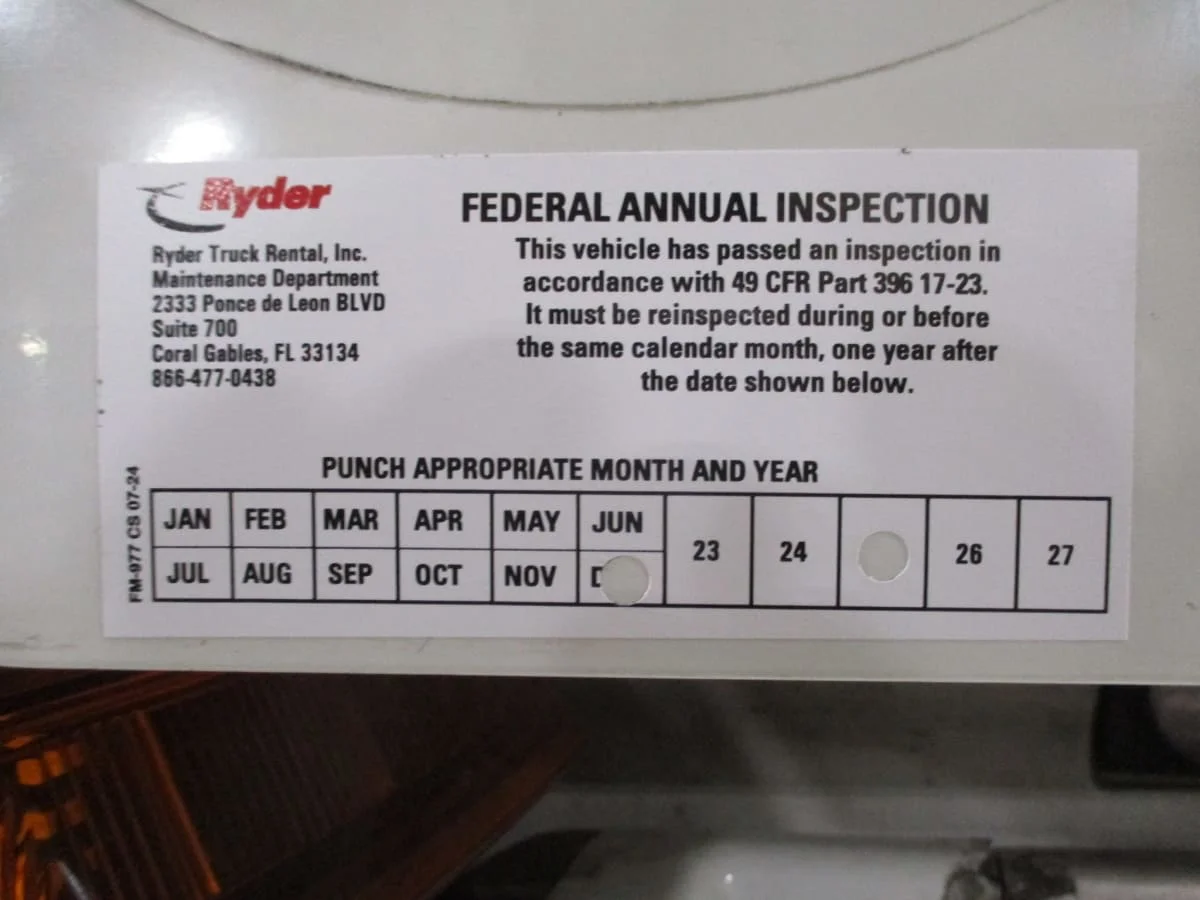 Ryder
Ryder Truck Rental, Inc.
Maintenance Department
2333 Ponce de Leon BLVD
Suite 700
Coral Gables, FL 33134
866-477-0438
FEDERAL ANNUAL INSPECTION
This vehicle has passed an inspection in
accordance with 49 CFR Part 396 17-23.
It must be reinspected during or before
the same calendar month, one year after
the date shown below.
PUNCH APPROPRIATE MONTH AND YEAR
FM-977 CS 07-24
JAN FEB MAR APR MAY JUN
JUL AUG SEP OCT NOV
23 24 26 27